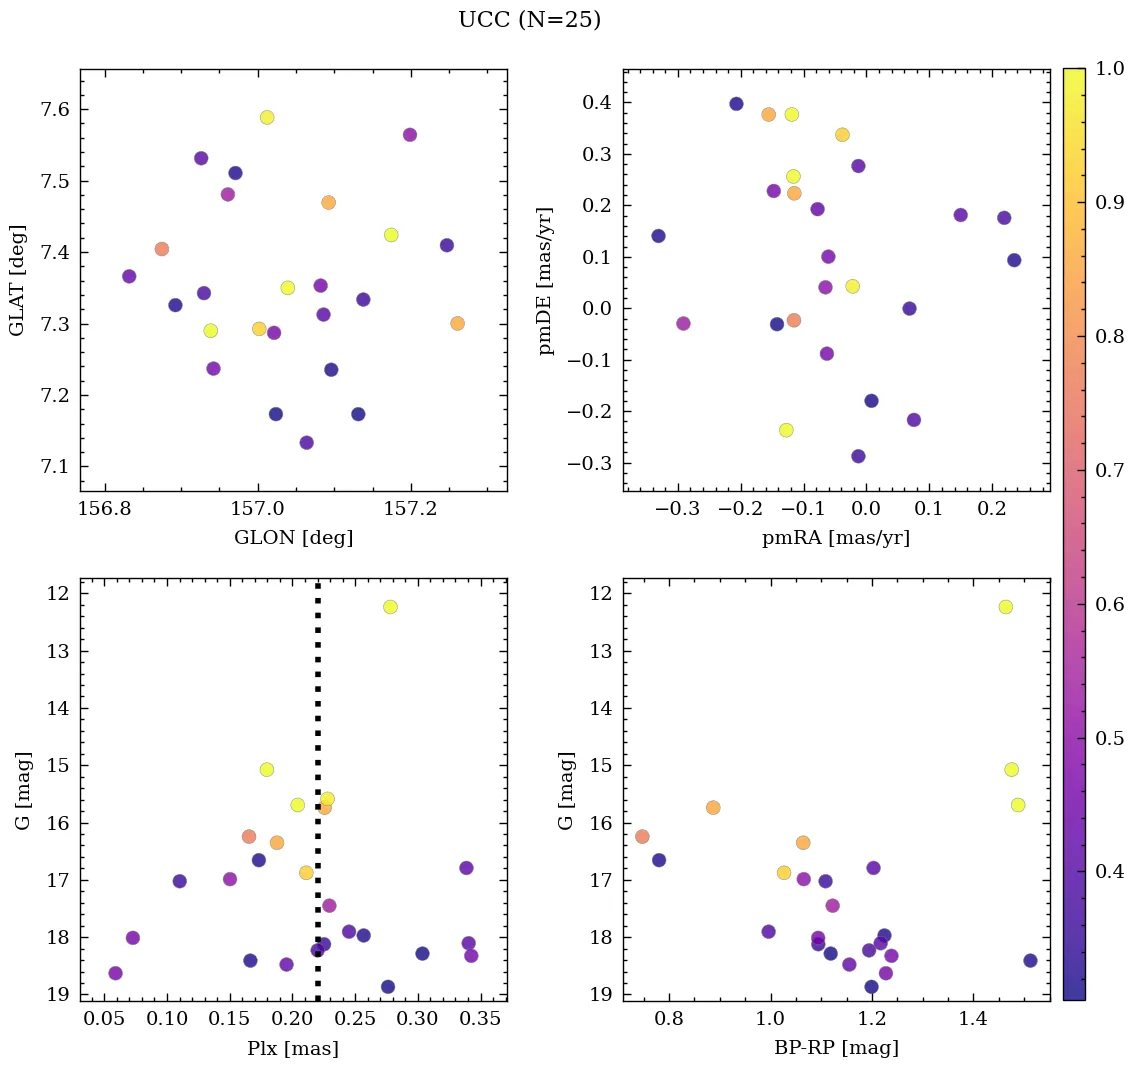 UCC (N=25)
7.6
7.5
7.4
7.3
7.2
7.1
GLAT [deg]
156.8 157.0 157.2
GLON [deg]
0.4
0.3
0.2
0.1
0.0
−0.1
−0.2
−0.3
pmDE [mas/yr]
−0.3 −0.2 −0.1 0.0 0.1 0.2
pmRA [mas/yr]
12
13
14
15
16
17
18
19
G [mag]
0.05 0.10 0.15 0.20 0.25 0.30 0.35
Plx [mas]
12
13
14
15
16
17
18
19
G [mag]
0.8 1.0 1.2 1.4
BP-RP [mag]
1.0
0.9
0.8
0.7
0.6
0.5
0.4